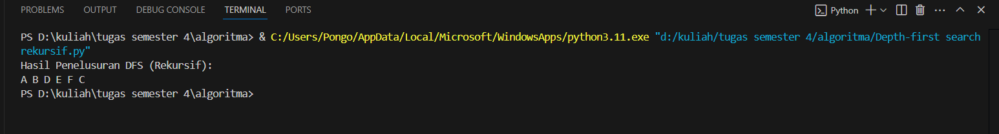 PROBLEMS OUTPUT DEBUG CONSOLE TERMINAL PORTS Python
PS D:\kuliah\tugas semester 4\algoritma> & C:/Users/Pongo/AppData/Local/Microsoft/WindowsApps/python3.11.exe "d:/kuliah/tugas semester 4/algoritma/Depth-first search
rekursif.py"
Hasil Penelusuran DFS (Rekursif):
A B D E F C
PS D:\kuliah\tugas semester 4\algoritma>